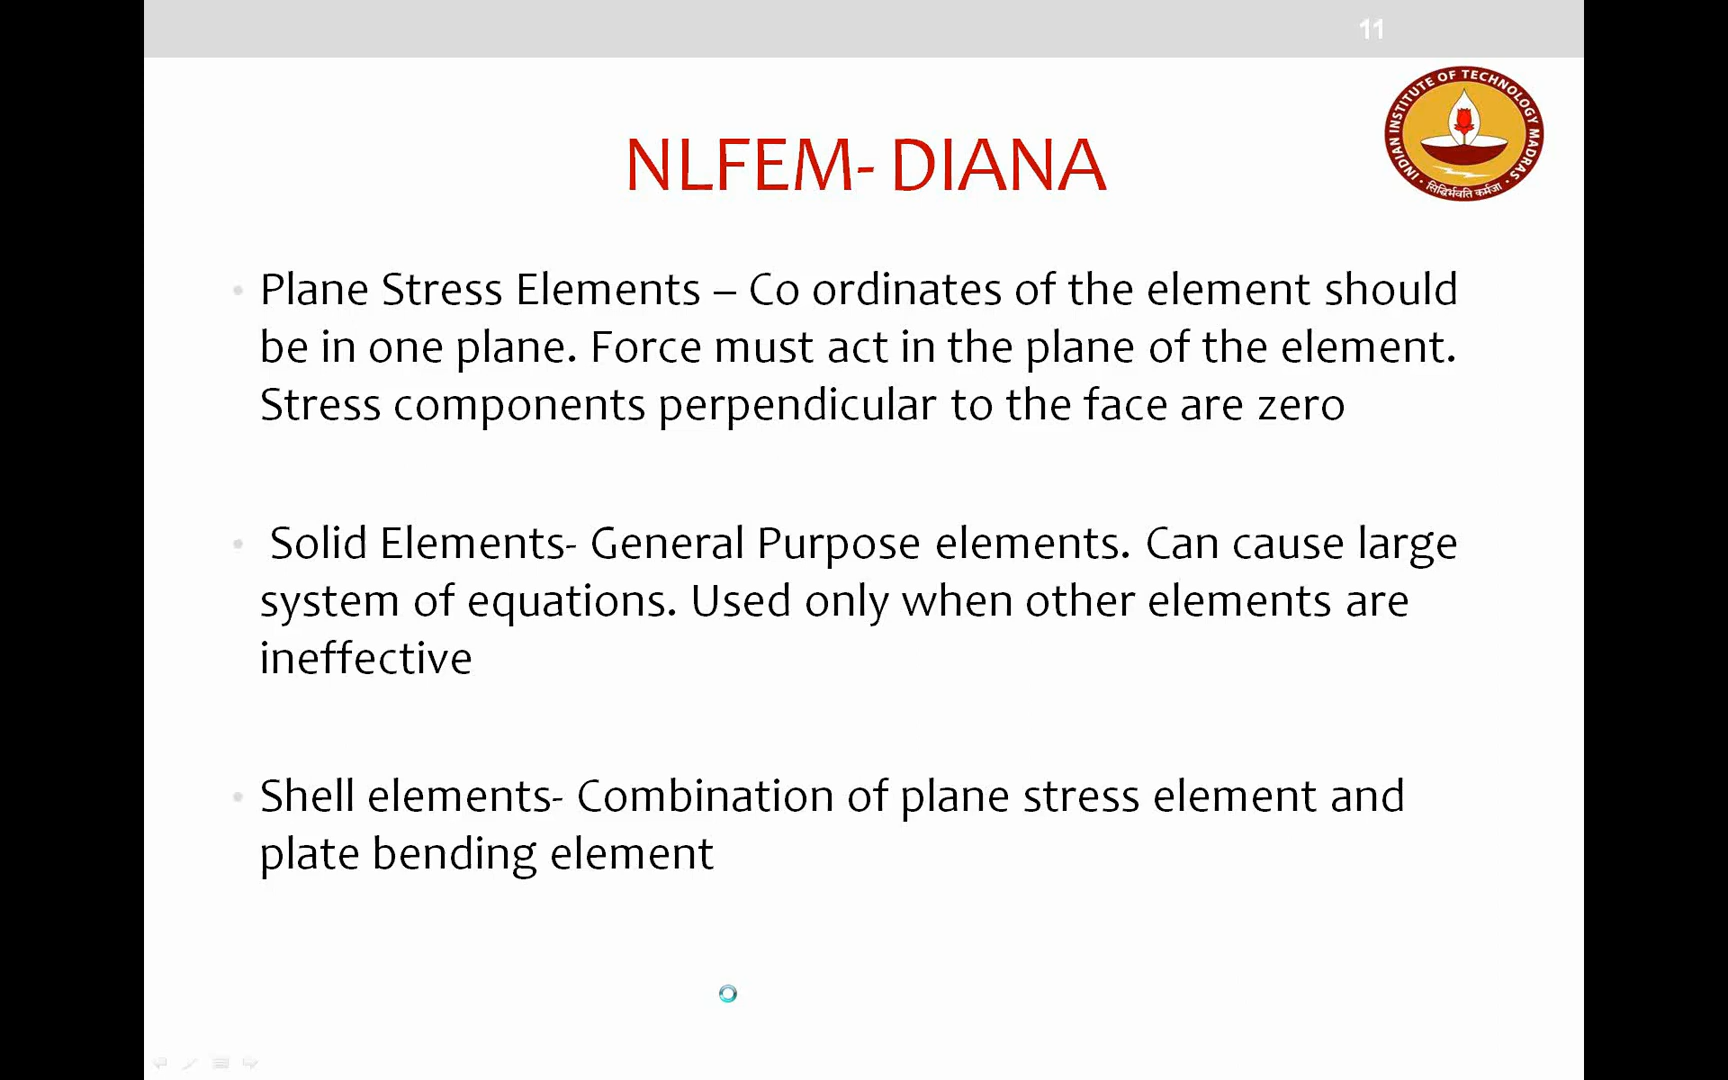 11
INDIAN INSTITUTE OF TECHNOLOGY MADRAS
सिद्धिर्भवति कर्मजा
NLFEM- DIANA
• Plane Stress Elements – Co ordinates of the element should
be in one plane. Force must act in the plane of the element.
Stress components perpendicular to the face are zero
• Solid Elements- General Purpose elements. Can cause large
system of equations. Used only when other elements are
ineffective
• Shell elements- Combination of plane stress element and
plate bending element